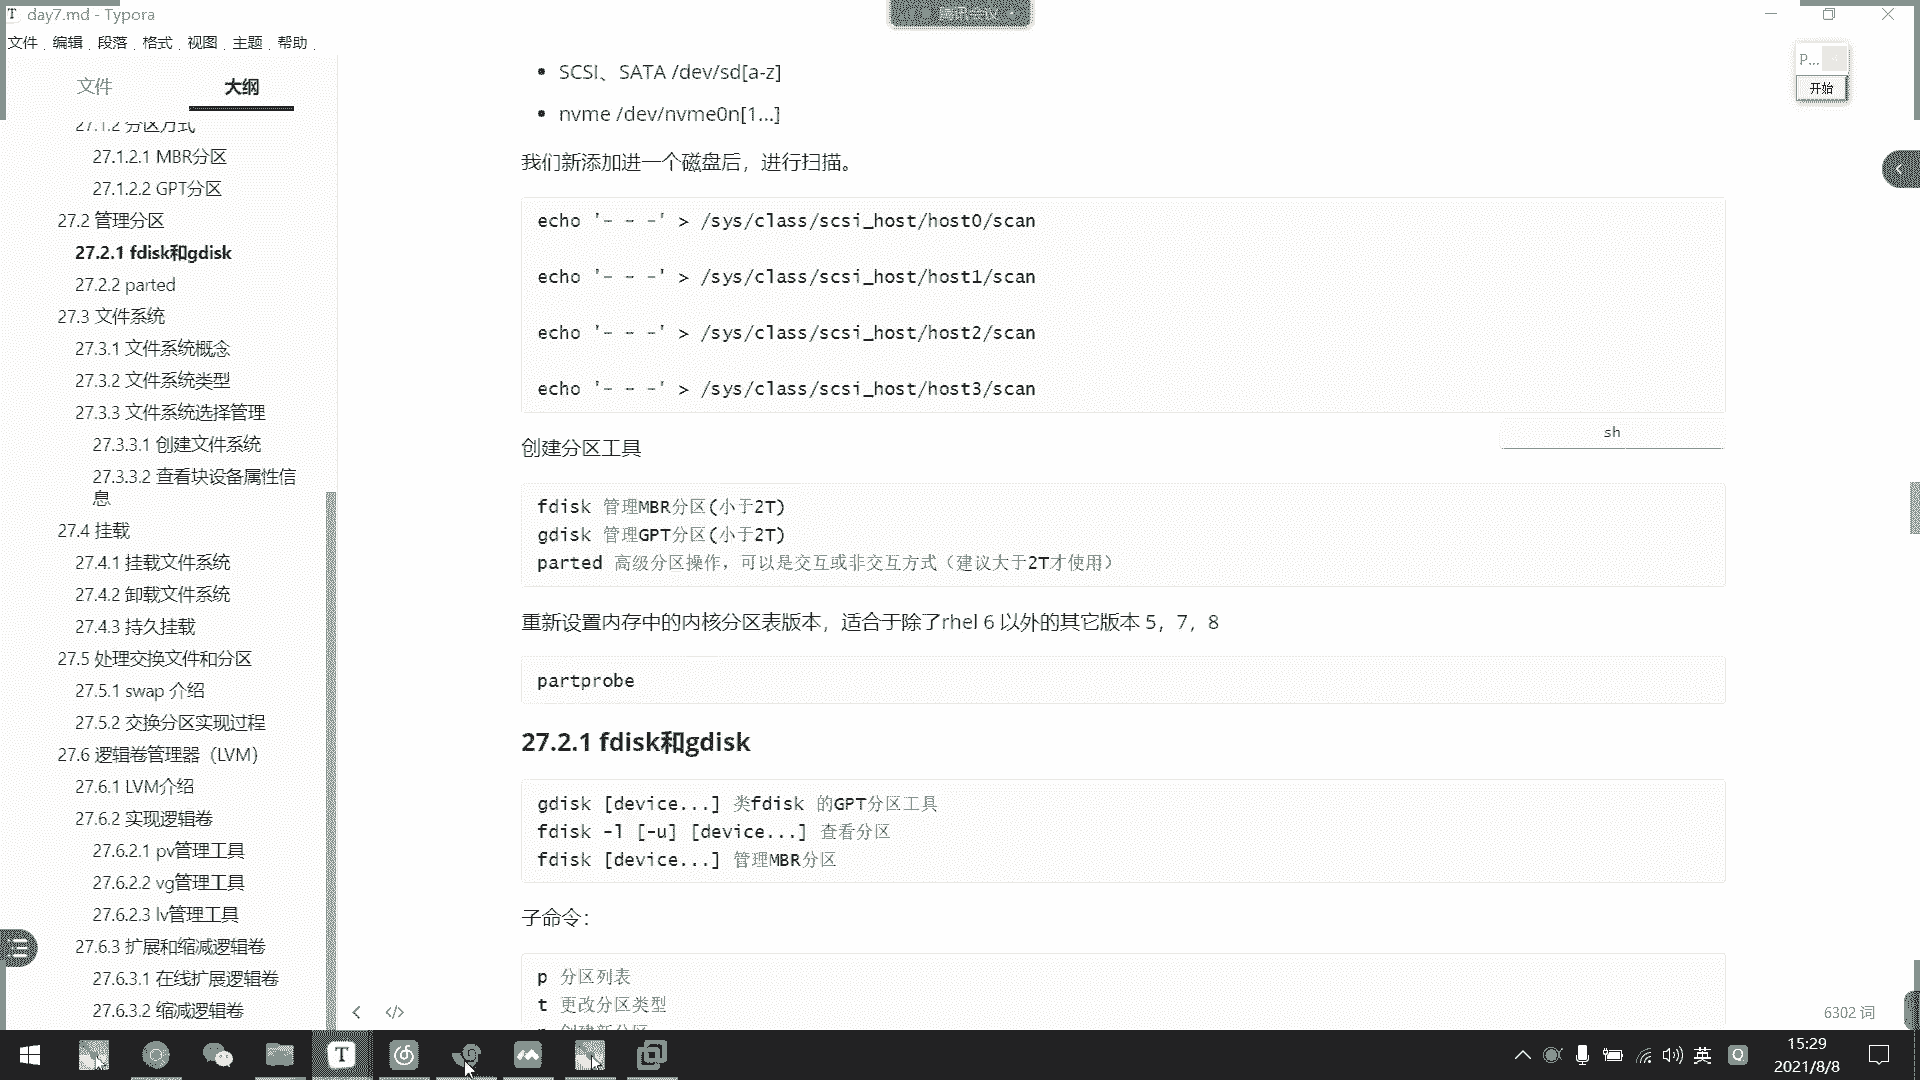 day7.md - Typora
腾讯会议
文件 编辑 段落 格式 视图 主题 帮助
文件 大纲
27.1.2 分区方式
27.1.2.1 MBR分区
27.1.2.2 GPT分区
27.2 管理分区
27.2.1 fdisk和gdisk
27.2.2 parted
27.3 文件系统
27.3.1 文件系统概念
27.3.2 文件系统类型
27.3.3 文件系统选择管理
27.3.3.1 创建文件系统
27.3.3.2 查看块设备属性信
息
27.4 挂载
27.4.1 挂载文件系统
27.4.2 卸载文件系统
27.4.3 持久挂载
27.5 处理交换文件和分区
27.5.1 swap 介绍
27.5.2 交换分区实现过程
27.6 逻辑卷管理器（LVM）
27.6.1 LVM介绍
27.6.2 实现逻辑卷
27.6.2.1 pv管理工具
27.6.2.2 vg管理工具
27.6.2.3 lv管理工具
27.6.3 扩展和缩减逻辑卷
27.6.3.1 在线扩展逻辑卷
27.6.3.2 缩减逻辑卷
• SCSI、SATA /dev/sd[a-z]
• nvme /dev/nvme0n[1...]
我们新添加进一个磁盘后，进行扫描。
echo '- - -' > /sys/class/scsi_host/host0/scan
echo '- - -' > /sys/class/scsi_host/host1/scan
echo '- - -' > /sys/class/scsi_host/host2/scan
echo '- - -' > /sys/class/scsi_host/host3/scan
sh
创建分区工具
fdisk 管理MBR分区(小于2T)
gdisk 管理GPT分区(小于2T)
parted 高级分区操作，可以是交互或非交互方式（建议大于2T才使用）
重新设置内存中的内核分区表版本，适合于除了rhel 6 以外的其它版本 5，7，8
partprobe
27.2.1 fdisk和gdisk
gdisk [device...] 类fdisk 的GPT分区工具
fdisk -l [-u] [device...] 查看分区
fdisk [device...] 管理MBR分区
子命令：
p 分区列表
t 更改分区类型
n 创建新分区
P...
开始
6302 词
英
15:29
2021/8/8